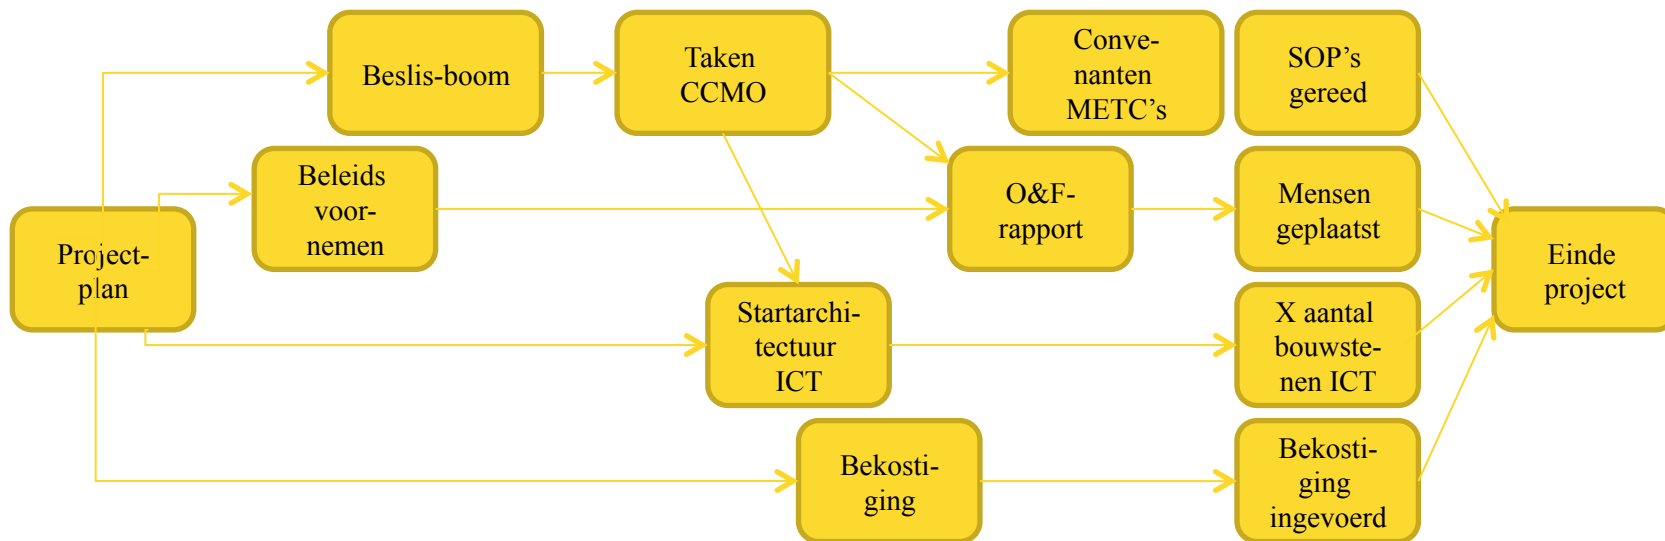 Beslis-boom
Taken
CCMO
Conve-
nanten
METC’s
SOP’s
gereed
Beleids
voor-
nemen
O&F-
rapport
Mensen
geplaatst
Project-
plan
Einde
project
Startarchi-
tectuur
ICT
X aantal
bouwste-
nen ICT
Bekosti-
ging
Bekosti-
ging
ingevoerd